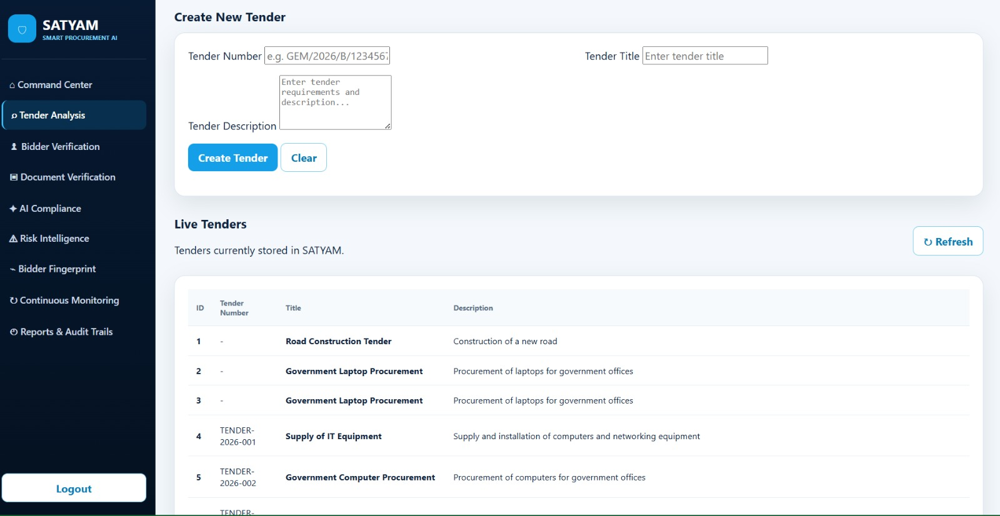 SATYAM
SMART PROCUREMENT AI
Command Center
Tender Analysis
Bidder Verification
Document Verification
AI Compliance
Risk Intelligence
Bidder Fingerprint
Continuous Monitoring
Reports & Audit Trails
Logout
Create New Tender
Tender Number e.g. GEM/2026/B/1234567
Tender Title Enter tender title
Enter tender
requirements and
description...
Tender Description
Create Tender Clear
Live Tenders
Tenders currently stored in SATYAM.
↻ Refresh
ID Tender Number Title Description
1 - Road Construction Tender Construction of a new road
2 - Government Laptop Procurement Procurement of laptops for government offices
3 - Government Laptop Procurement Procurement of laptops for government offices
4 TENDER-2026-001 Supply of IT Equipment Supply and installation of computers and networking equipment
5 TENDER-2026-002 Government Computer Procurement Procurement of computers for government offices
TENDER-